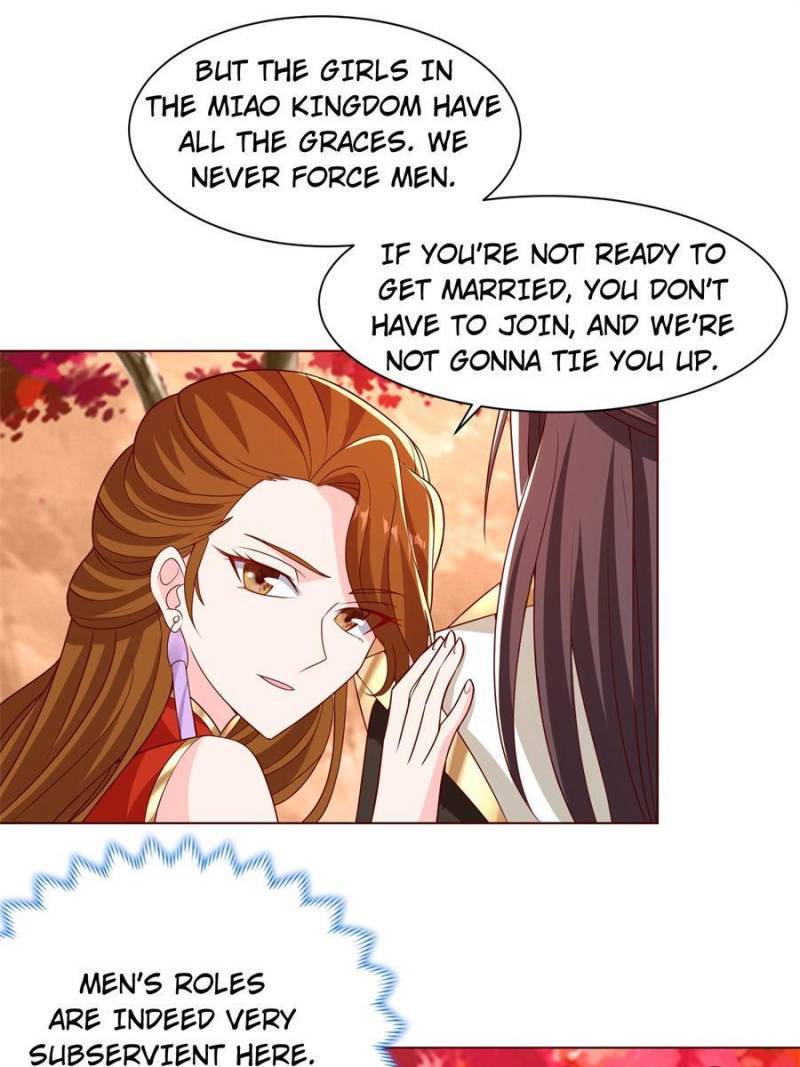 BUT THE GIRLS IN
THE MIAO KINGDOM HAVE
ALL THE GRACES. WE
NEVER FORCE MEN.
IF YOU'RE NOT READY TO
GET MARRIED, YOU DON'T
HAVE TO JOIN, AND WE'RE
NOT GONNA TIE YOU UP.
MEN'S ROLES
ARE INDEED VERY
SUBSERVIENT HERE.